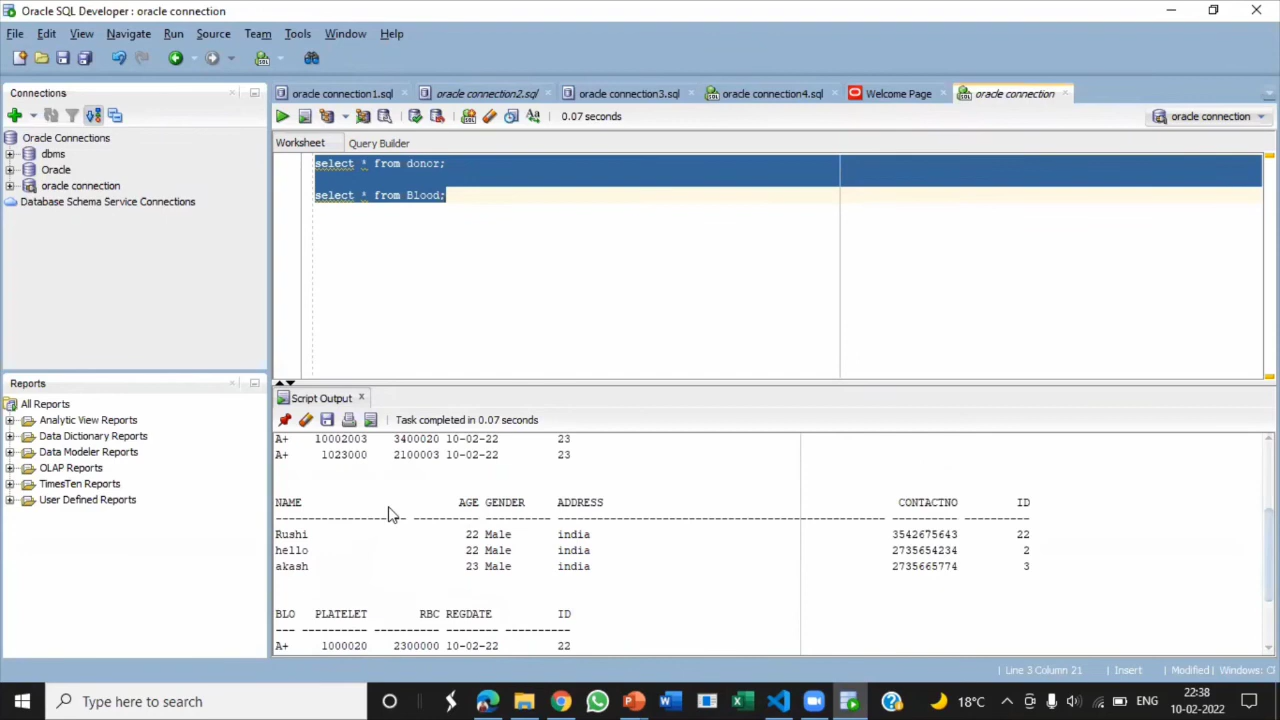 Oracle SQL Developer : oracle connection
File Edit View Navigate Run Source Team Tools Window Help
Connections
Oracle Connections
dbms
Oracle
oracle connection
Database Schema Service Connections
oracle connection1.sql oracle connection2.sql oracle connection3.sql oracle connection4.sql Welcome Page oracle connection
0.07 seconds oracle connection
Worksheet Query Builder
select * from donor;
select * from Blood;
Reports
All Reports
Analytic View Reports
Data Dictionary Reports
Data Modeler Reports
OLAP Reports
TimesTen Reports
User Defined Reports
Script Output
Task completed in 0.07 seconds
A+ 10002003 3400020 10-02-22 23
A+ 1023000 2100003 10-02-22 23
NAME AGE GENDER ADDRESS CONTACTNO ID
Rushi 22 Male india 3542675643 22
hello 22 Male india 2735654234 2
akash 23 Male india 2735665774 3
BLO PLATELET RBC REGDATE ID
A+ 1000020 2300000 10-02-22 22
Line 3 Column 21 Insert Modified Windows: C
Type here to search
18°C ENG 22:38
10-02-2022